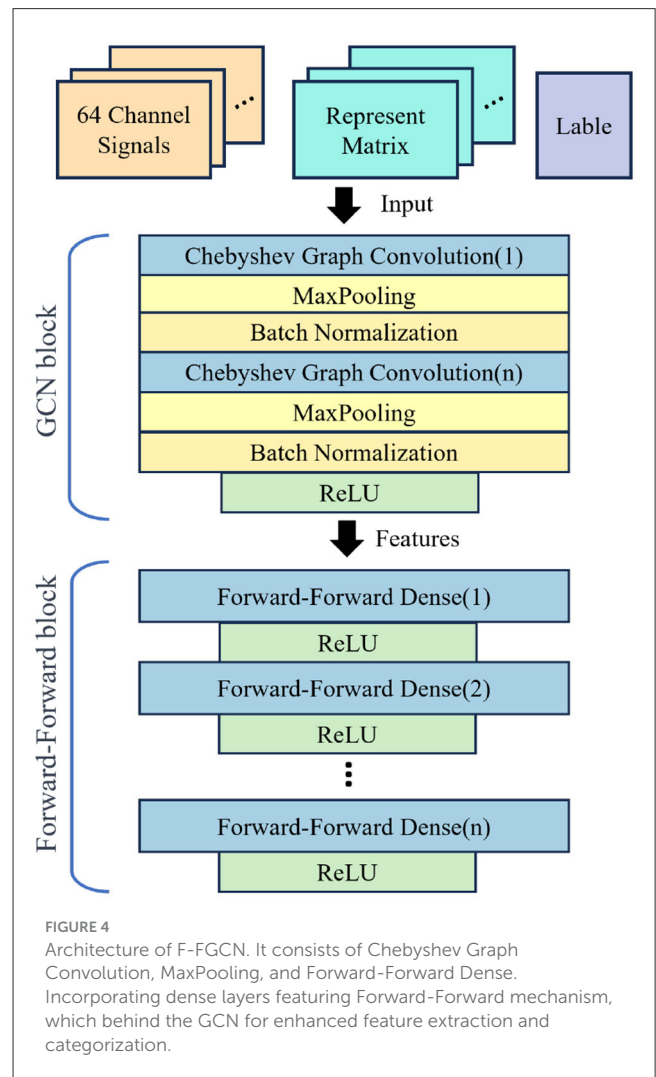 64 Channel
Signals
...
Represent
Matrix
...
Lable
Input
GCN block
Chebyshev Graph Convolution(1)
MaxPooling
Batch Normalization
Chebyshev Graph Convolution(n)
MaxPooling
Batch Normalization
ReLU
Features
Forward-Forward block
Forward-Forward Dense(1)
ReLU
Forward-Forward Dense(2)
ReLU
⋮
Forward-Forward Dense(n)
ReLU
FIGURE 4
Architecture of F-FGCN. It consists of Chebyshev Graph
Convolution, MaxPooling, and Forward-Forward Dense.
Incorporating dense layers featuring Forward-Forward mechanism,
which behind the GCN for enhanced feature extraction and
categorization.